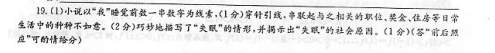 19. (1)小说以“我”睡觉前数一串数字为线索,(1分)穿针引线,串联起与之相关的职位、奖金、住房等日常
生活中的种种不如意。(2分)巧妙地描写了“失眠”的情形,并揭示出“失眠”的社会原因。(1分)(答“前后照
应”可酌情给分)